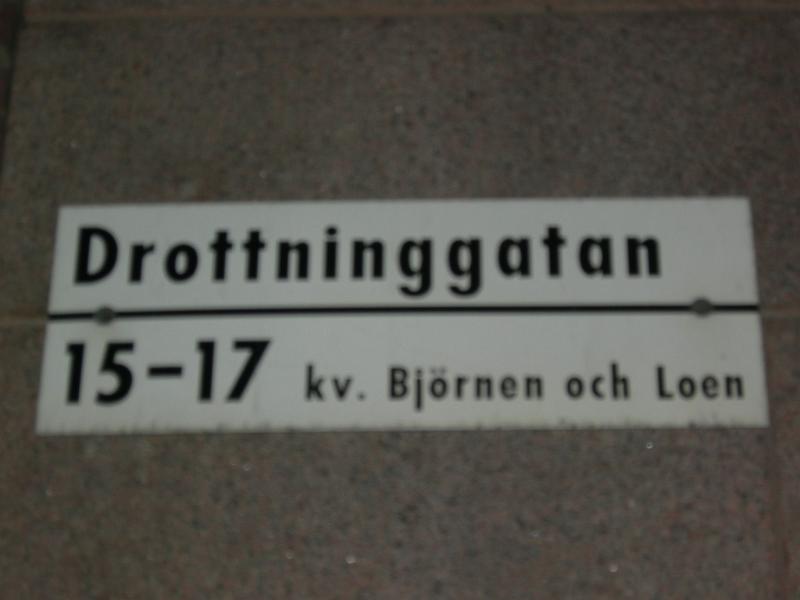 Drottninggatan
15-17 kv. Björnen och Loen